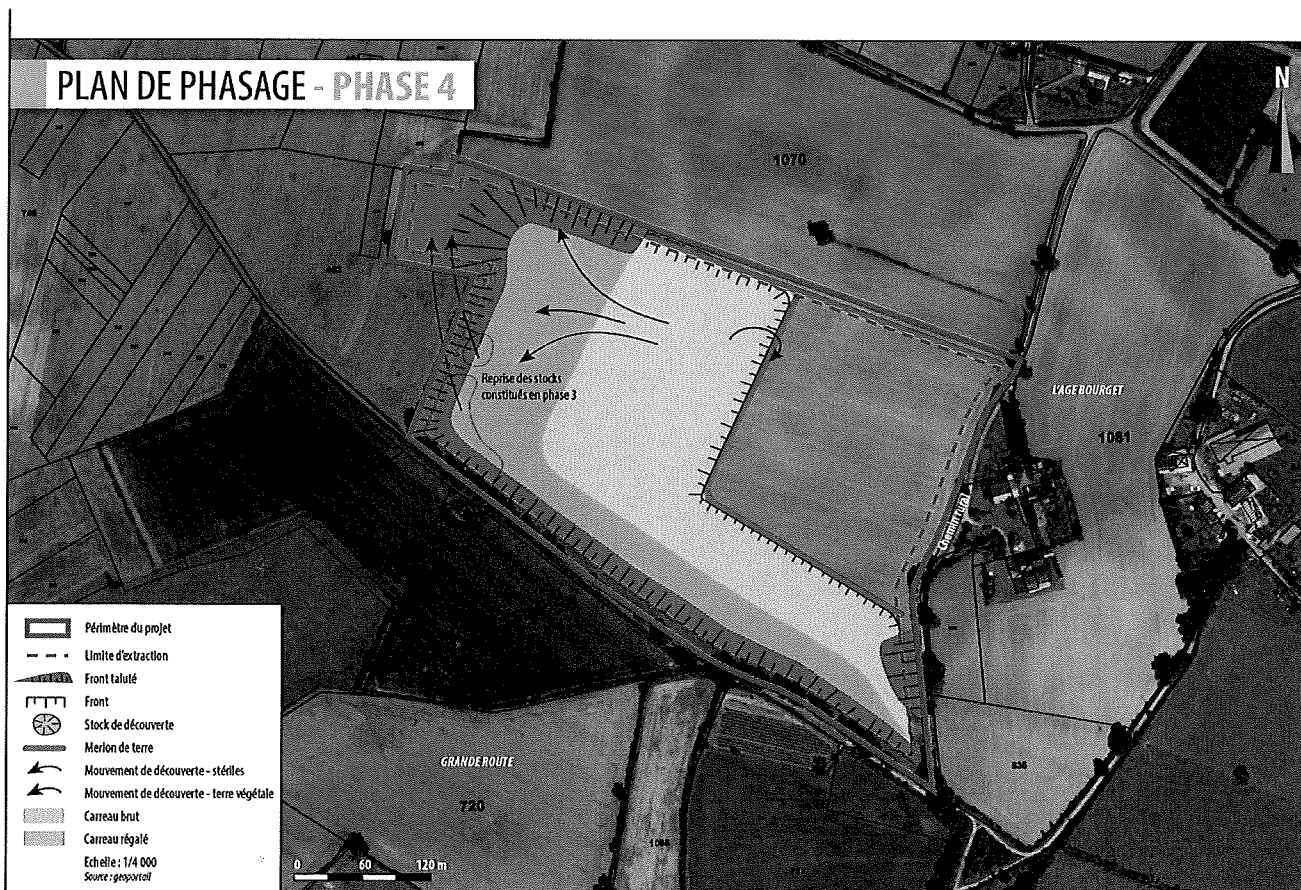 PLAN DE PHASAGE - PHASE 4
N
1070
Reprise des stocks
constitués en phase 3
L'AGE BOURGET
1081
Chemin rural
GRANDE ROUTE
720
Périmètre du projet
Limite d'extraction
Front taluté
Front
Stock de découverte
Merlon de terre
Mouvement de découverte - stériles
Mouvement de découverte - terre végétale
Carreau brut
Carreau régalé
Echelle : 1/4 000
Source : geoportail
0 60 120 m